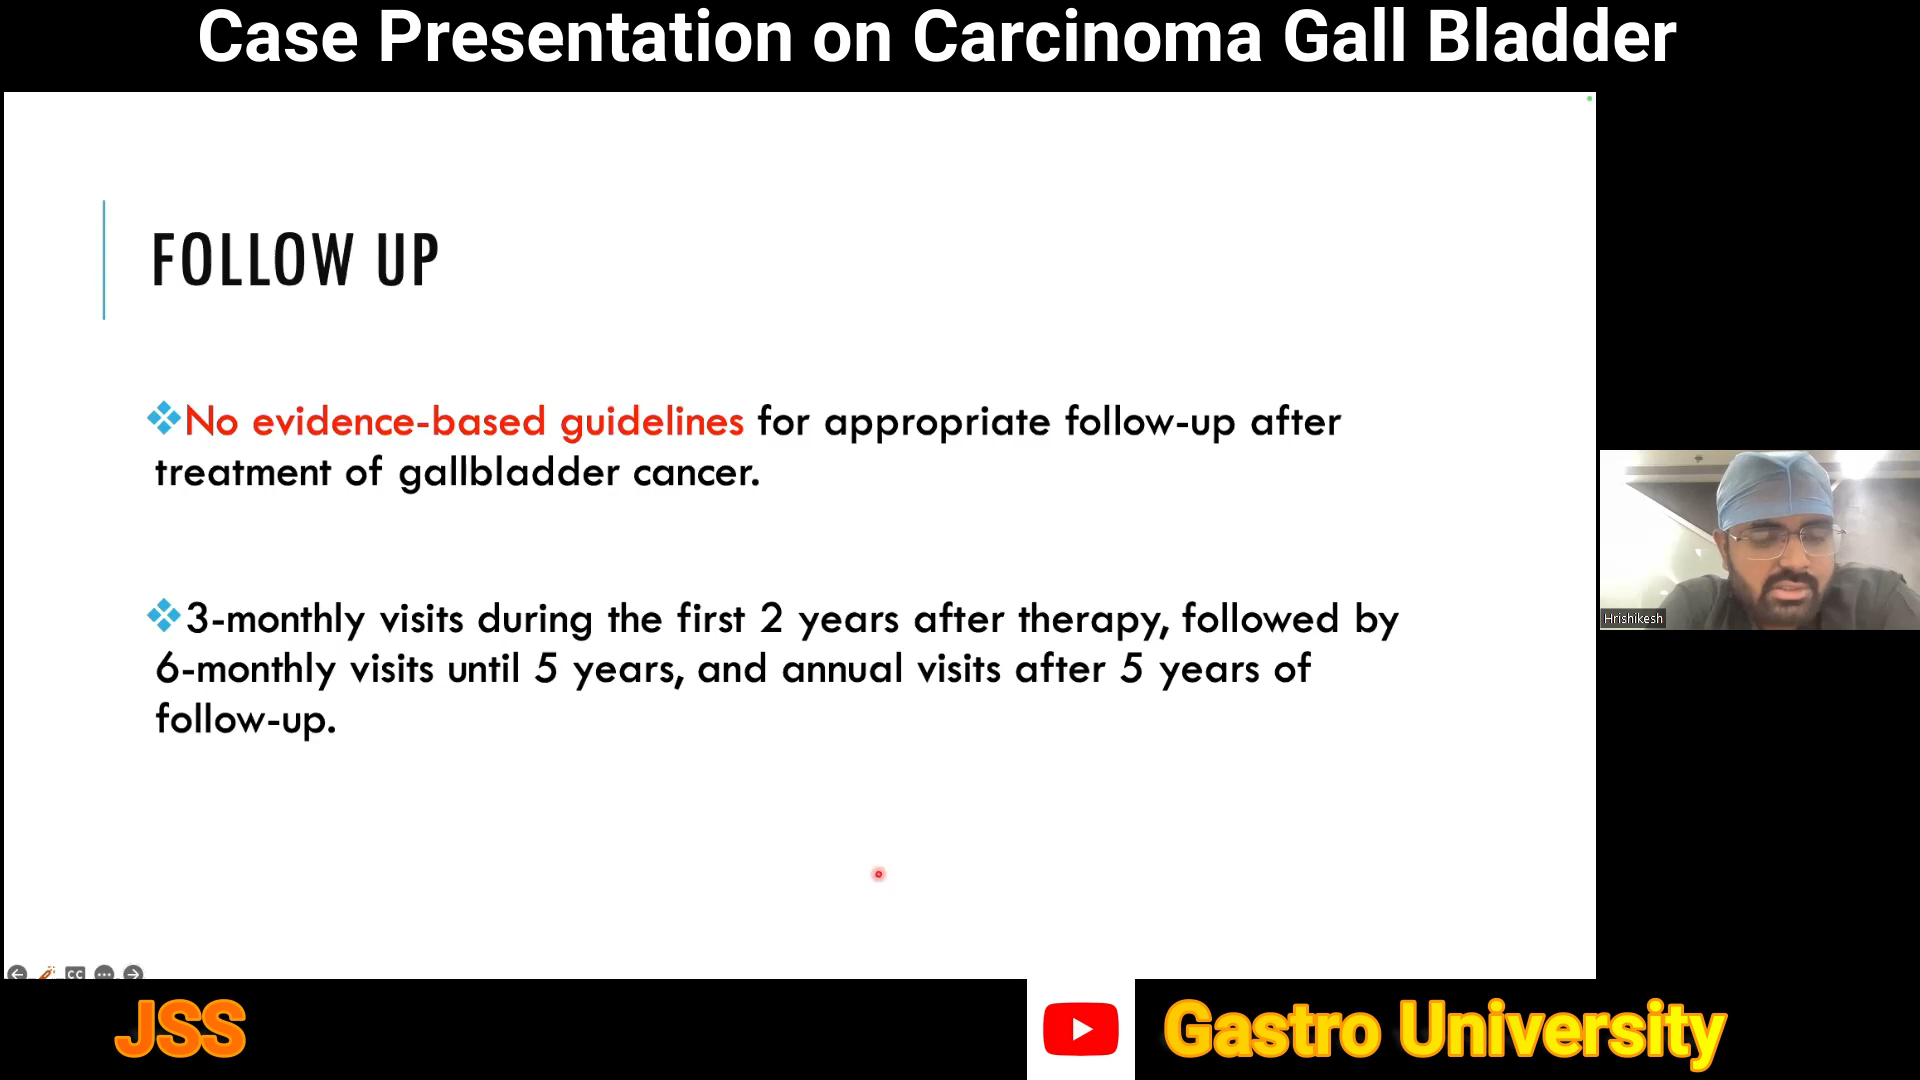 Case Presentation on Carcinoma Gall Bladder
FOLLOW UP
No evidence-based guidelines for appropriate follow-up after
treatment of gallbladder cancer.
3-monthly visits during the first 2 years after therapy, followed by
6-monthly visits until 5 years, and annual visits after 5 years of
follow-up.
Hrishikesh
CC
JSS
Gastro University